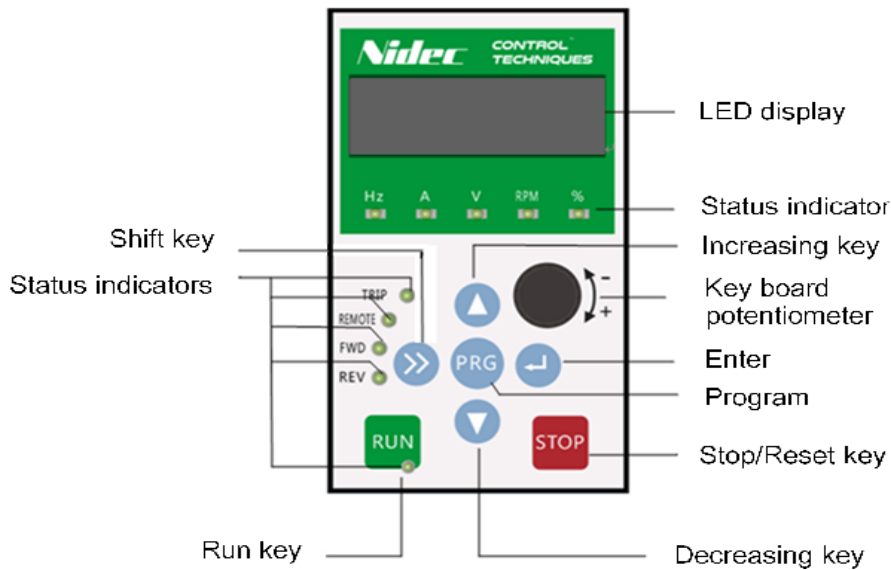 Nidec CONTROL
TECHNIQUES
LED display
Hz A V RPM %
Status indicator
Shift key
Increasing key
Status indicators
TRIP
-
Key board
potentiometer
REMOTE
+
FWD
REV
PRG
Enter
Program
RUN
STOP
Stop/Reset key
Run key
Decreasing key